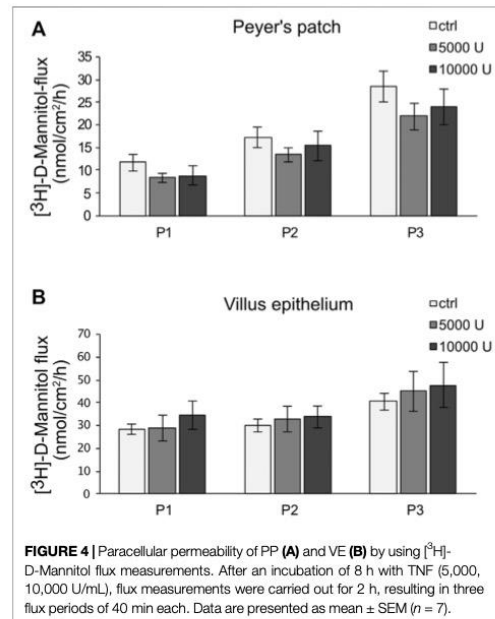 A
Peyer's patch
ctrl
5000 U
10000 U
[³H]-D-Mannitol-flux
(nmol/cm²/h)
35
30
25
20
15
10
5
0
P1 P2 P3
B
Villus epithelium
ctrl
5000 U
10000 U
[³H]-D-Mannitol flux
(nmol/cm²/h)
70
60
50
40
30
20
10
0
P1 P2 P3
FIGURE 4 | Paracellular permeability of PP (A) and VE (B) by using [³H]-
D-Mannitol flux measurements. After an incubation of 8 h with TNF (5,000,
10,000 U/mL), flux measurements were carried out for 2 h, resulting in three
flux periods of 40 min each. Data are presented as mean ± SEM (n = 7).